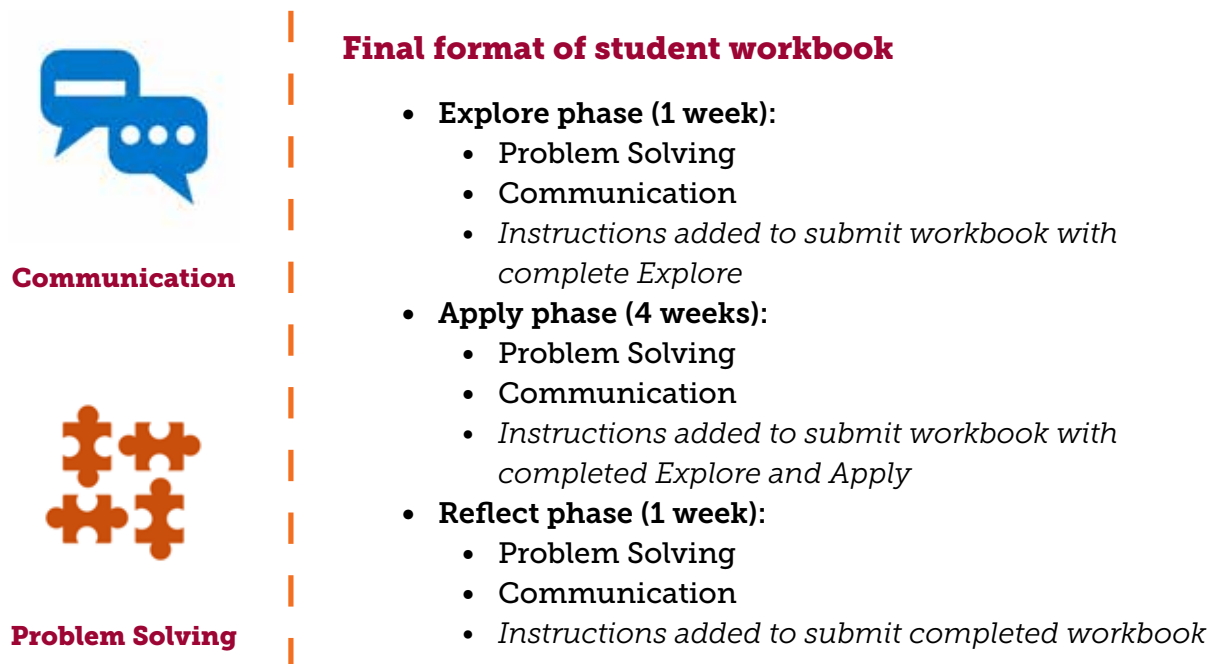 Communication
Problem Solving
Final format of student workbook
• Explore phase (1 week):
• Problem Solving
• Communication
• Instructions added to submit workbook with
complete Explore
• Apply phase (4 weeks):
• Problem Solving
• Communication
• Instructions added to submit workbook with
completed Explore and Apply
• Reflect phase (1 week):
• Problem Solving
• Communication
• Instructions added to submit completed workbook